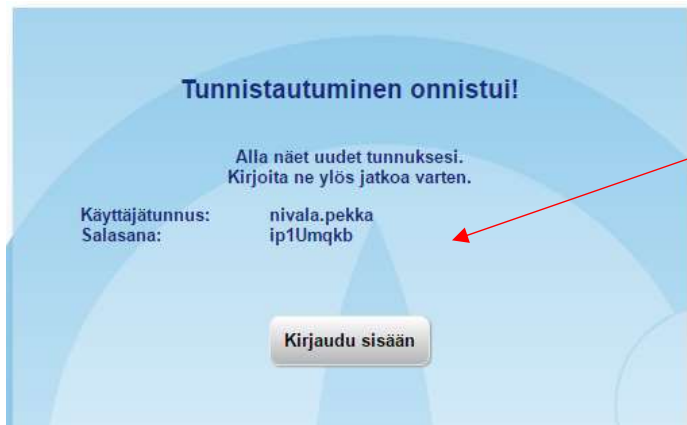 Tunnistautuminen onnistui!
Alla näet uudet tunnuksesi.
Kirjoita ne ylös jatkoa varten.
Käyttäjätunnus: nivala.pekka
Salasana: ip1Umqkb
Kirjaudu sisään